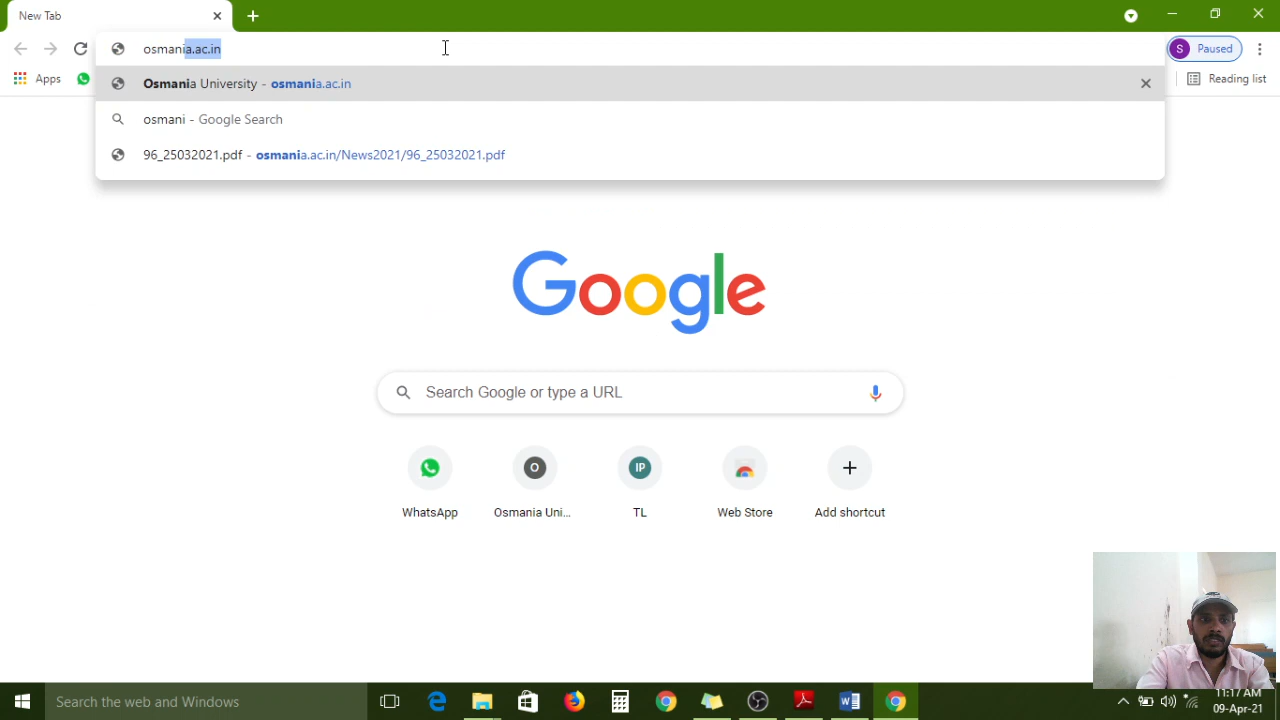 New Tab
osmania.ac.in
S Paused
Apps
Reading list
Osmania University - osmania.ac.in
osmani - Google Search
96_25032021.pdf - osmania.ac.in/News2021/96_25032021.pdf
Google
Search Google or type a URL
O
IP
WhatsApp
Osmania Uni...
TL
Web Store
Add shortcut
Search the web and Windows
11:17 AM
09-Apr-21